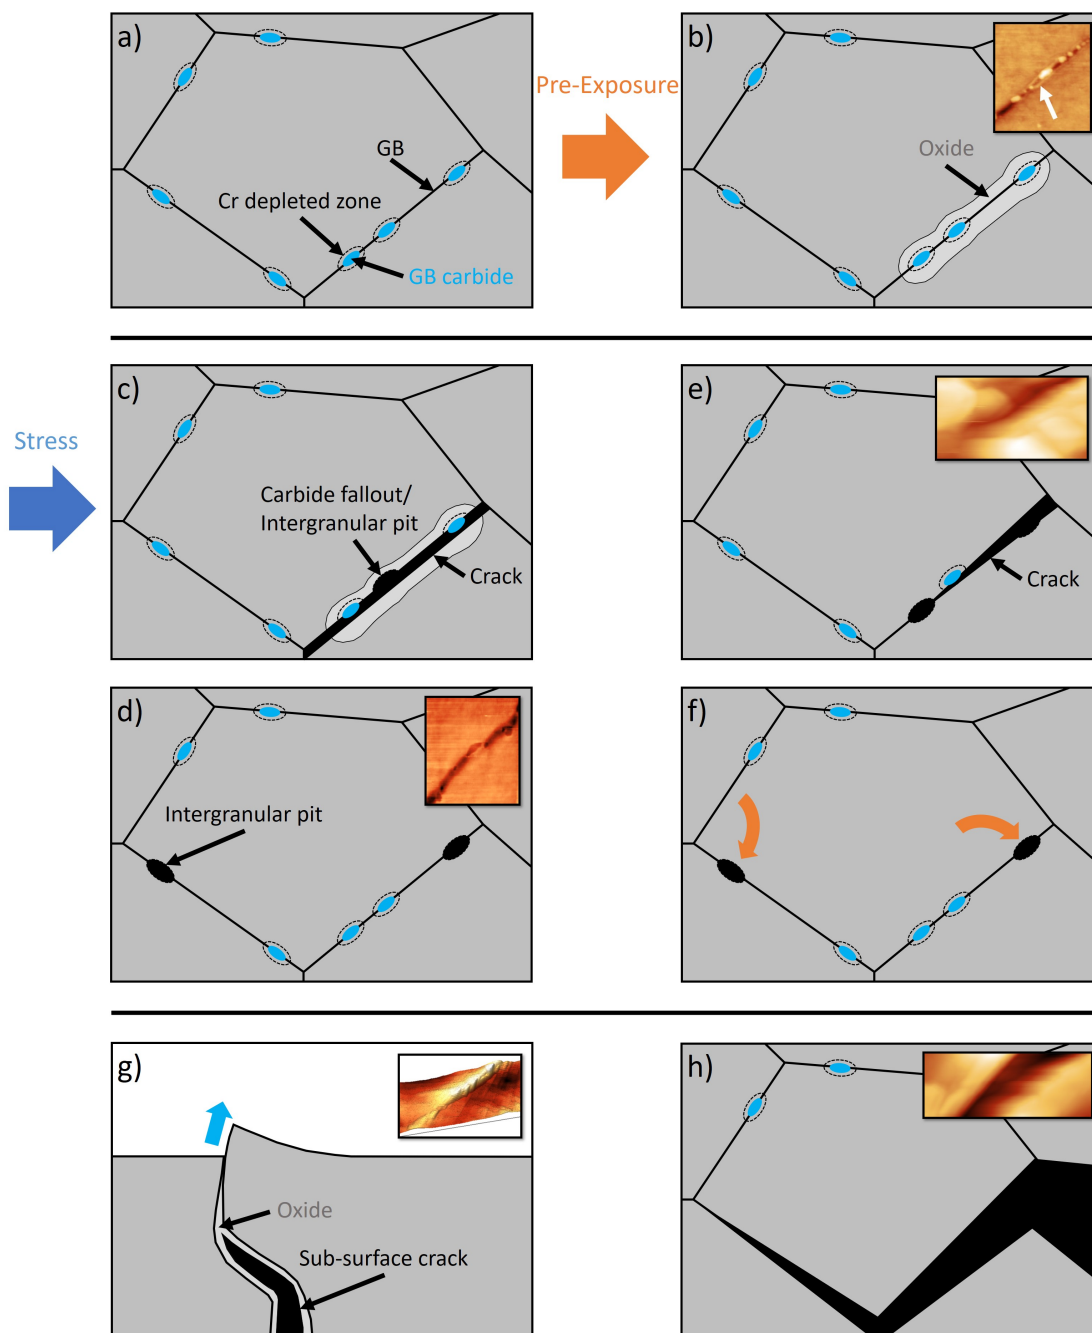 a)
GB
Cr depleted zone
GB carbide
Pre-Exposure
b)
Oxide
Stress
c)
Carbide fallout/
Intergranular pit
Crack
e)
Crack
d)
Intergranular pit
f)
g)
Oxide
Sub-surface crack
h)